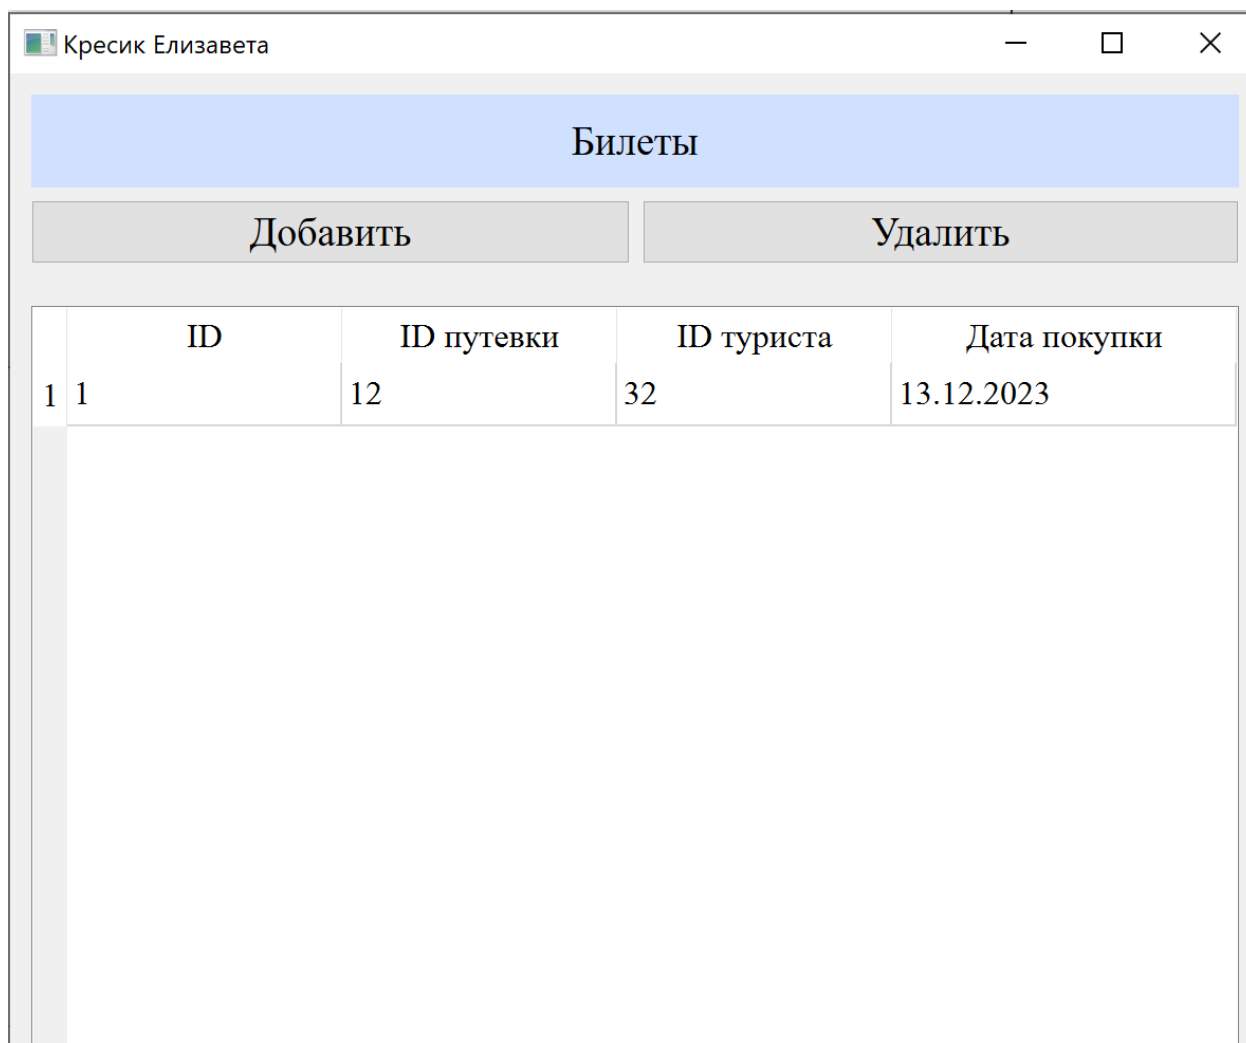 Кресик Елизавета
Билеты
Добавить Удалить
ID ID путевки ID туриста Дата покупки
1 1 12 32 13.12.2023